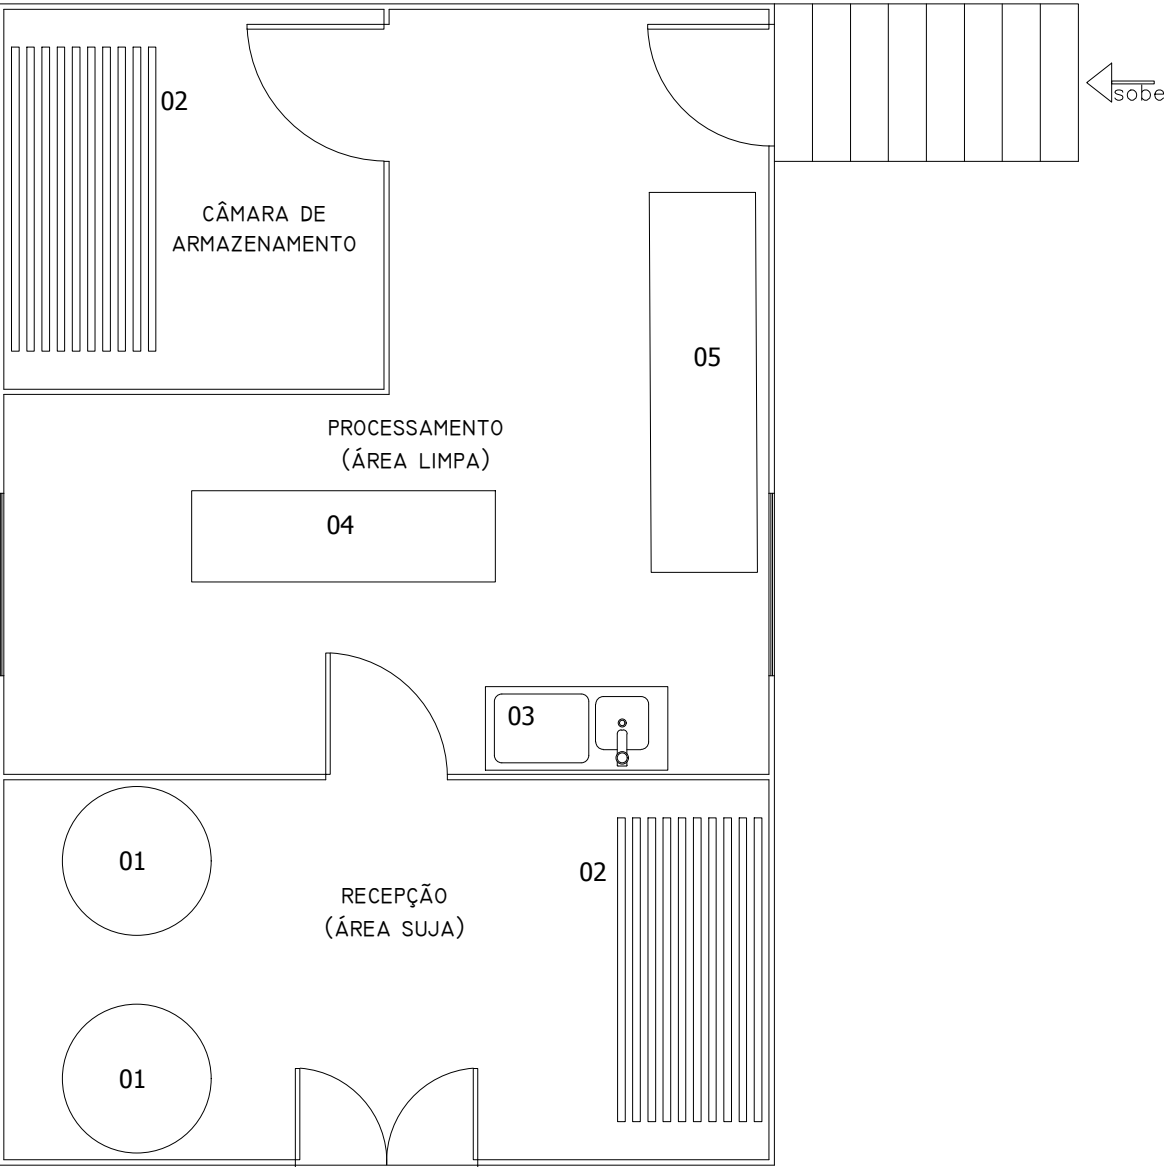 sobe
02
CÂMARA DE
ARMAZENAMENTO
05
PROCESSAMENTO
(ÁREA LIMPA)
04
03
01
02
RECEPÇÃO
(ÁREA SUJA)
01